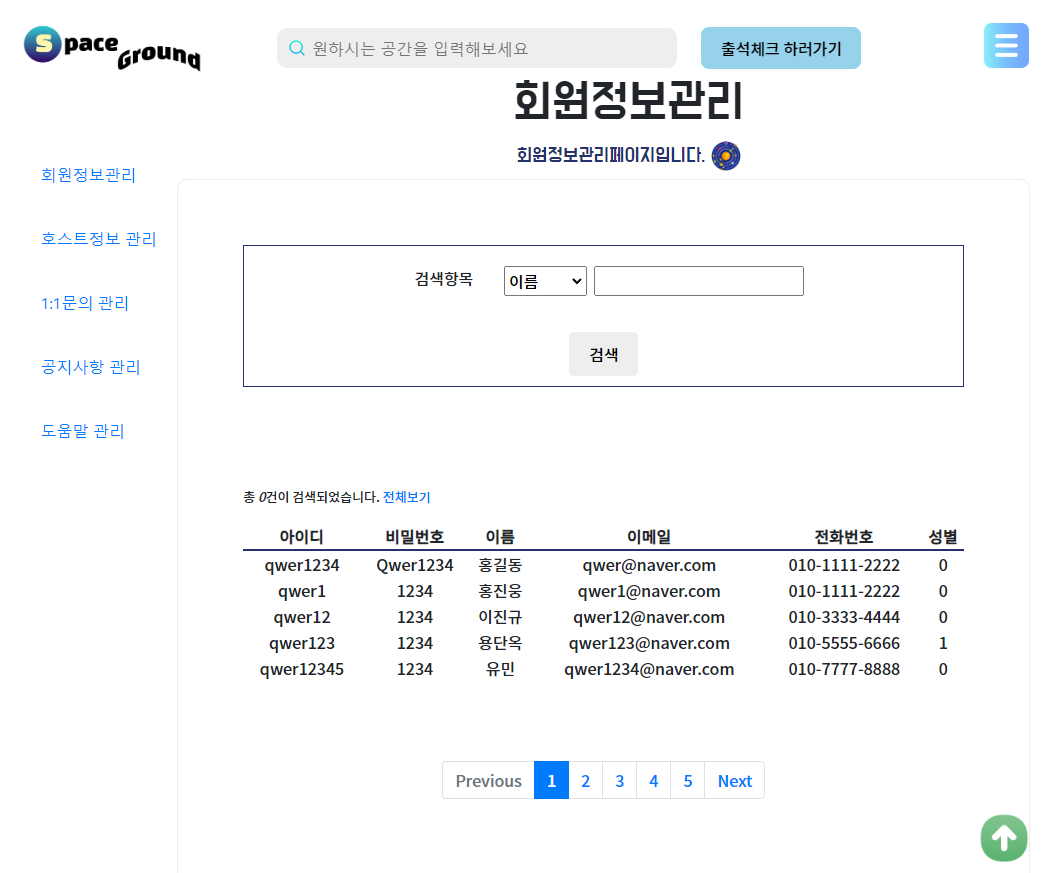 Space Ground
원하시는 공간을 입력해보세요
출석체크 하러가기
회원정보관리
회원정보관리페이지입니다.
회원정보관리
호스트정보 관리
1:1문의 관리
공지사항 관리
도움말 관리
검색항목 이름
검색
총 0건이 검색되었습니다. 전체보기
아이디 비밀번호 이름 이메일 전화번호 성별
qwer1234 Qwer1234 홍길동 qwer@naver.com 010-1111-2222 0
qwer1 1234 홍진웅 qwer1@naver.com 010-1111-2222 0
qwer12 1234 이진규 qwer12@naver.com 010-3333-4444 0
qwer123 1234 용단옥 qwer123@naver.com 010-5555-6666 1
qwer12345 1234 유민 qwer1234@naver.com 010-7777-8888 0
Previous 1 2 3 4 5 Next